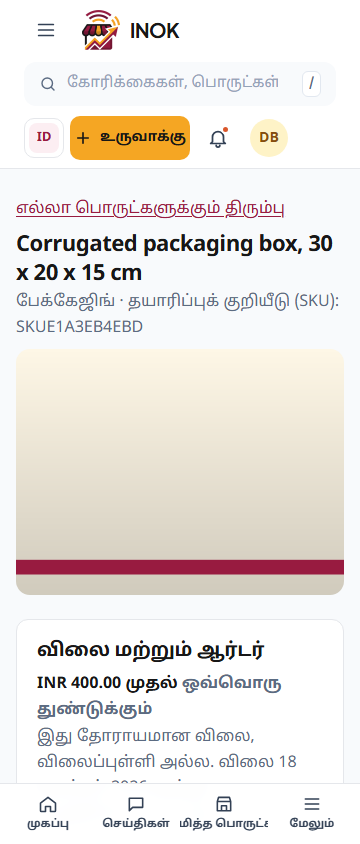 INOK
கோரிக்கைகள், பொருட்கள்
/
ID
+ உருவாக்கு
DB
எல்லா பொருட்களுக்கும் திரும்பு
Corrugated packaging box, 30
x 20 x 15 cm
பேக்கேஜிங் · தயாரிப்புக் குறியீடு (SKU):
SKUE1A3EB4EBD
விலை மற்றும் ஆர்டர்
INR 400.00 முதல் ஒவ்வொரு
துண்டுக்கும்
இது தோராயமான விலை,
விலைப்புள்ளி அல்ல. விலை 18
முகப்பு
செய்திகள்
மித்த பொருட்க
மேலும்